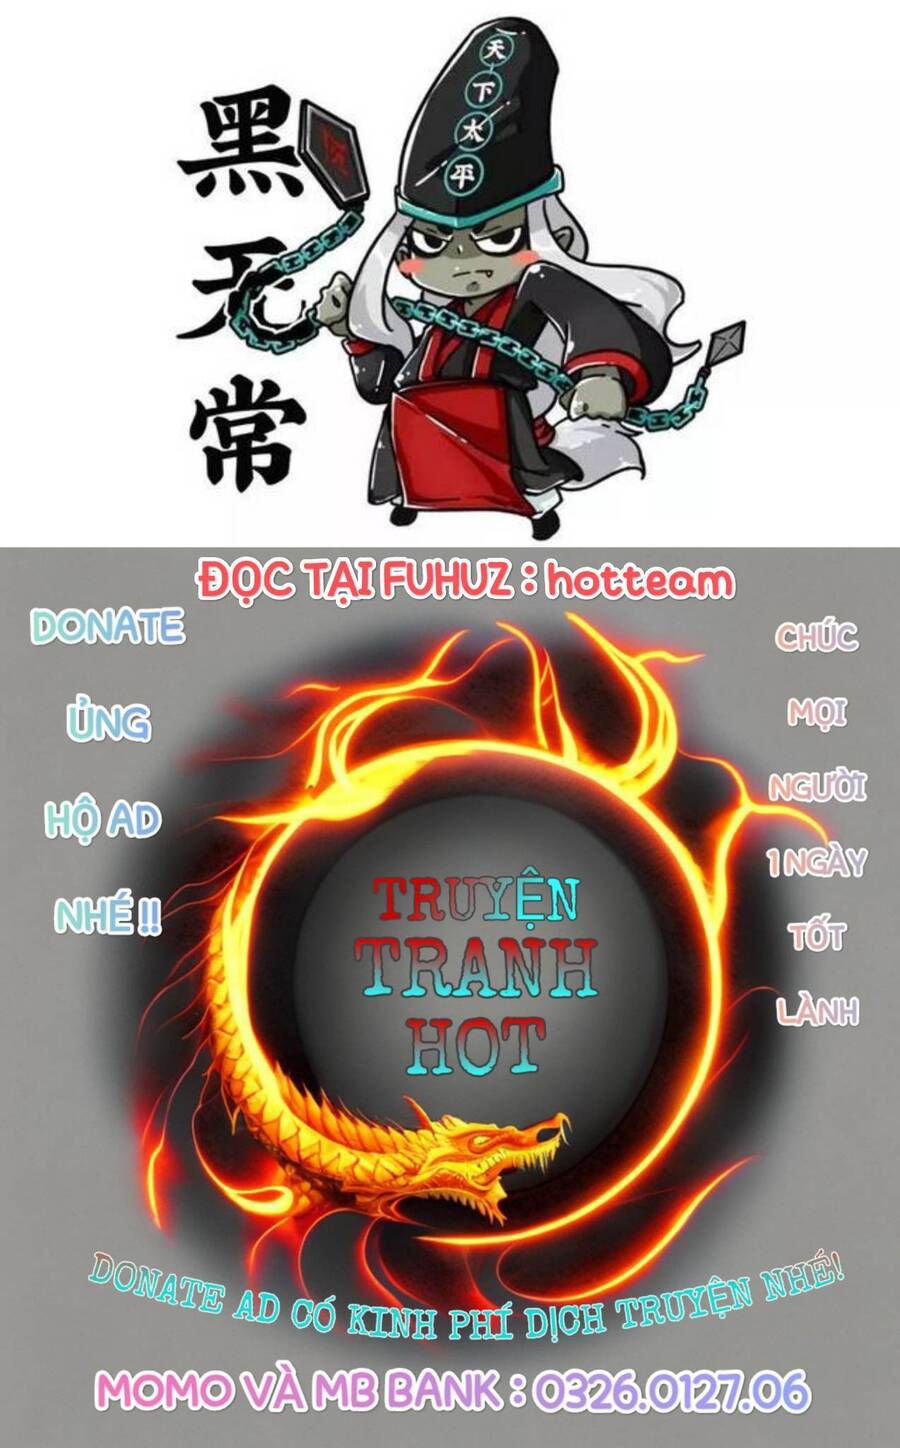 黑无常
天下太平
ĐỌC TẠI FUHUZ : hotteam
DONATE
ỦNG
HỘ AD
NHÉ !!
CHÚC
MỌI
NGƯỜI
1 NGÀY
TỐT
LÀNH
TRUYỆN
TRANH
HOT
DONATE AD CÓ KINH PHÍ DỊCH TRUYỆN NHÉ!
MOMO VÀ MB BANK : 0326.0127.06